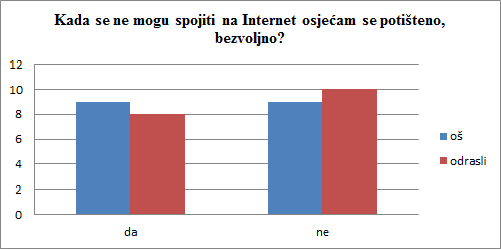 Kada se ne mogu spojiti na Internet osjećam se potišteno,
bezvoljno?
12
10
8
6
4
2
0
da
ne
oš
odrasli